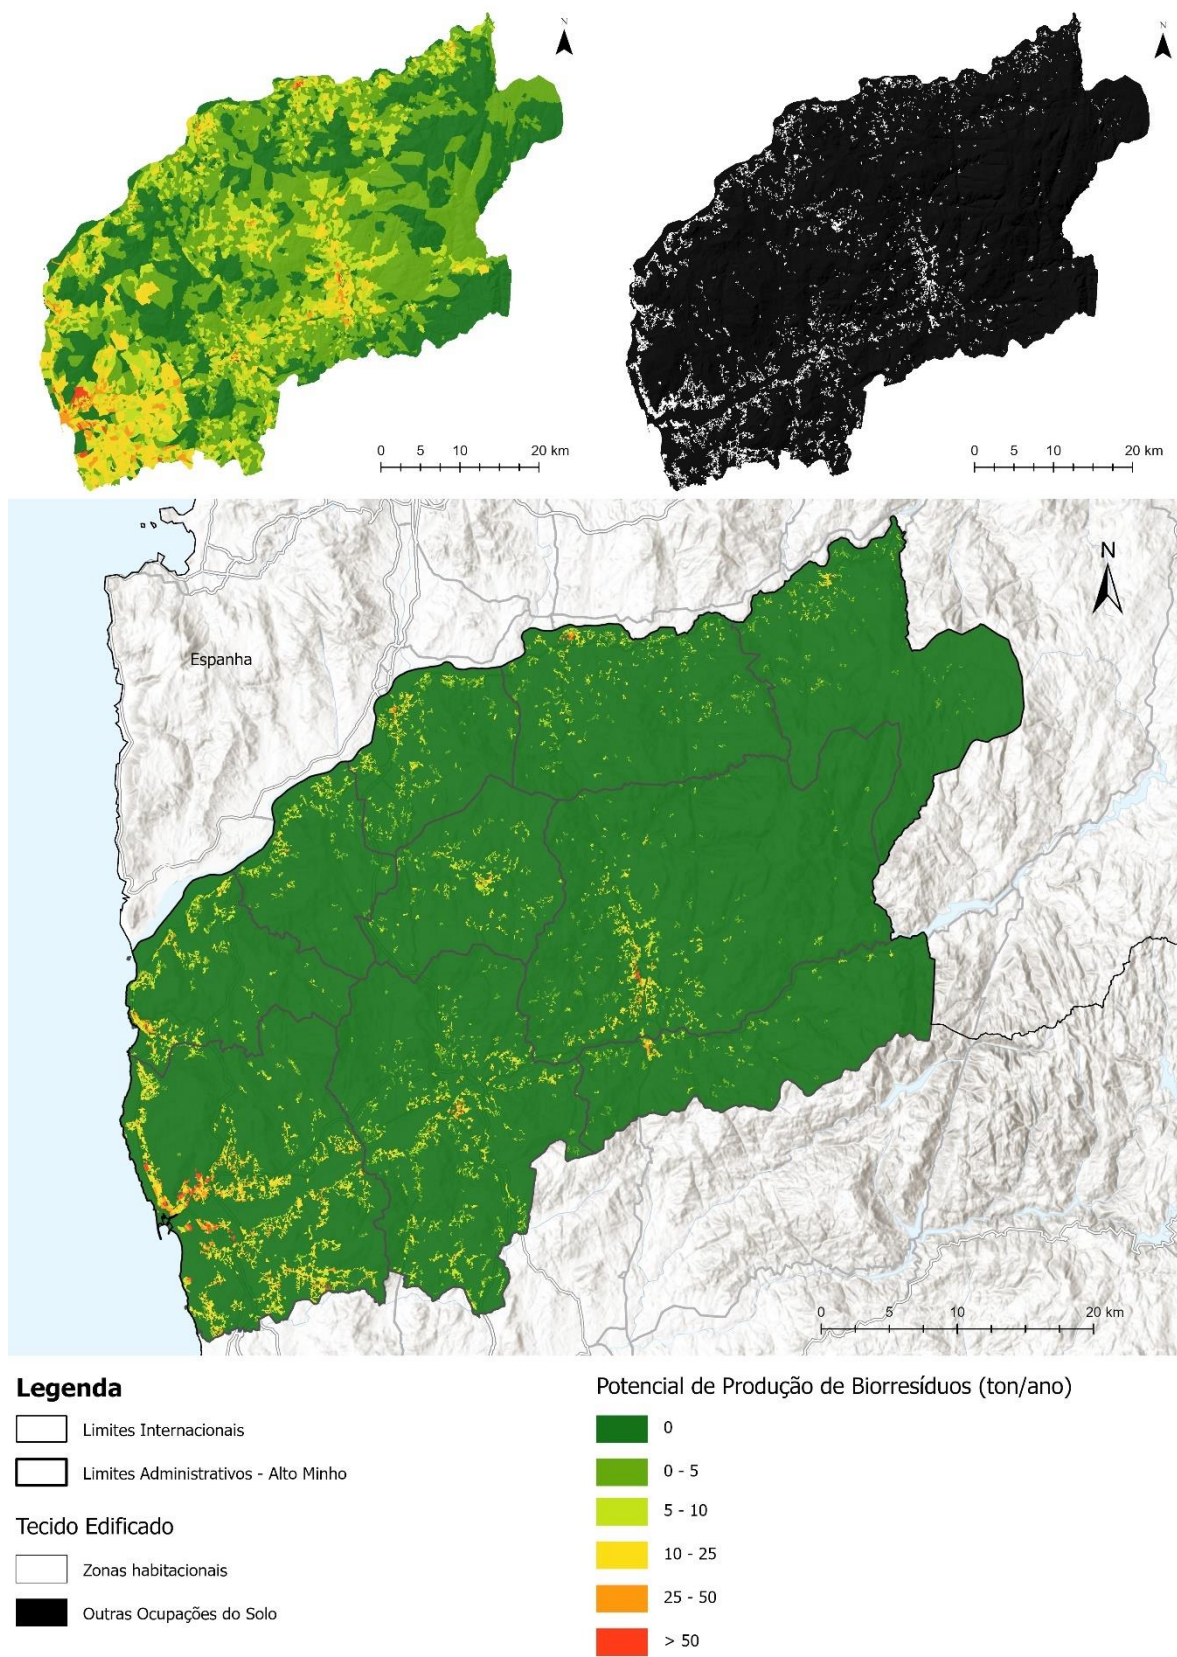 N
N
0 5 10 20 km
0 5 10 20 km
Espanha
N
0 5 10 20 km
Legenda
Limites Internacionais
Limites Administrativos - Alto Minho
Tecido Edificado
Zonas habitacionais
Outras Ocupações do Solo
Potencial de Produção de Biorresíduos (ton/ano)
0
0 - 5
5 - 10
10 - 25
25 - 50
> 50